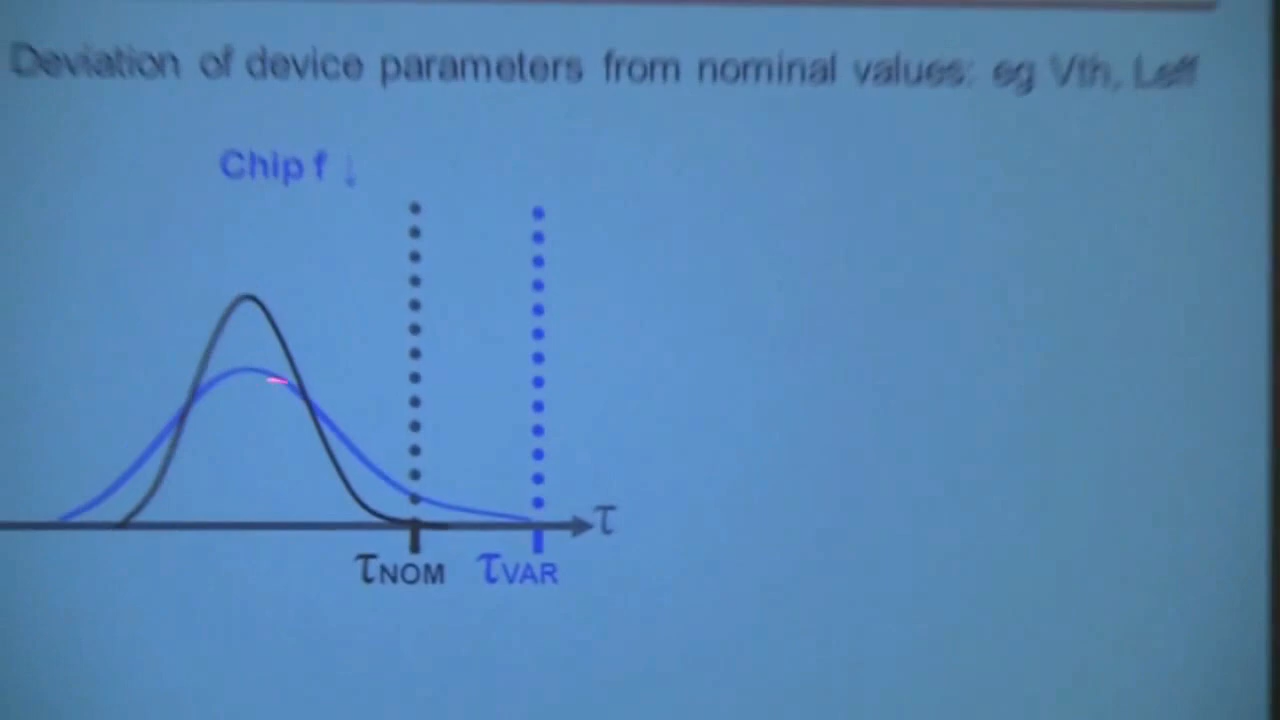 Deviation of device parameters from nominal values: eg Vth, Leff
Chip f ↓
τ
τNOM τVAR